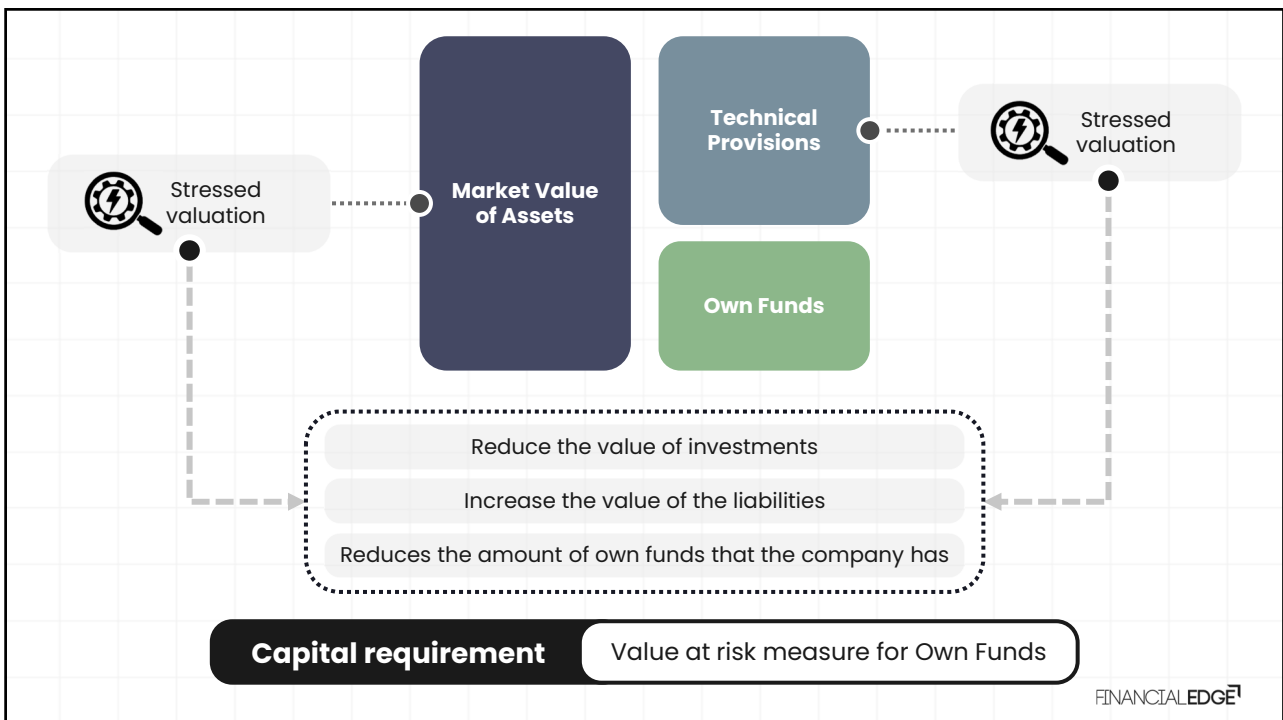 Technical
Provisions
Stressed
valuation
Market Value
of Assets
Stressed
valuation
Own Funds
Reduce the value of investments
Increase the value of the liabilities
Reduces the amount of own funds that the company has
Capital requirement
Value at risk measure for Own Funds
FINANCIALEDGE